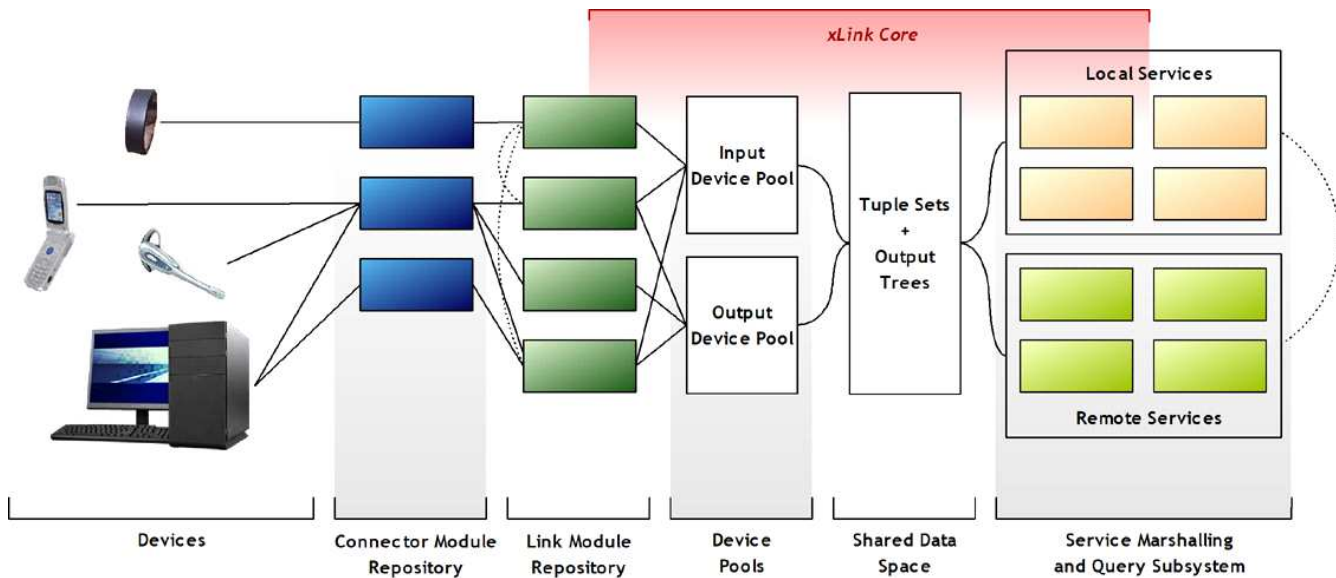 xLink Core
Local Services
Input
Device Pool
Tuple Sets
+
Output
Trees
Output
Device Pool
Remote Services
Devices
Connector Module
Repository
Link Module
Repository
Device
Pools
Shared Data
Space
Service Marshalling
and Query Subsystem